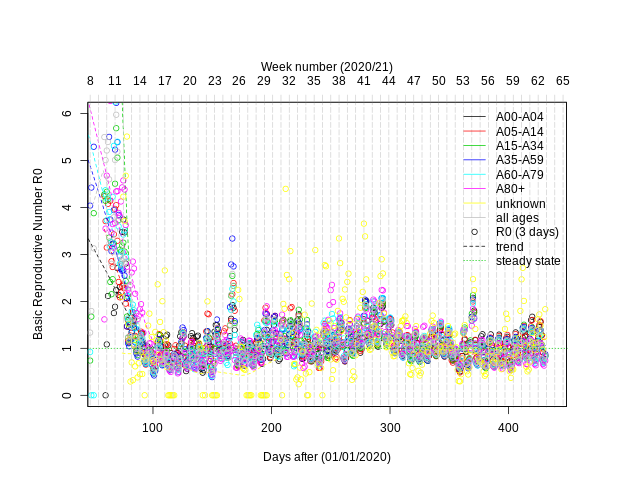 Week number (2020/21)
8 11 14 17 20 23 26 29 32 35 38 41 44 47 50 53 56 59 62 65
6
5
4
3
2
1
0
Basic Reproductive Number R0
A00-A04
A05-A14
A15-A34
A35-A59
A60-A79
A80+
unknown
all ages
R0 (3 days)
trend
steady state
100 200 300 400
Days after (01/01/2020)